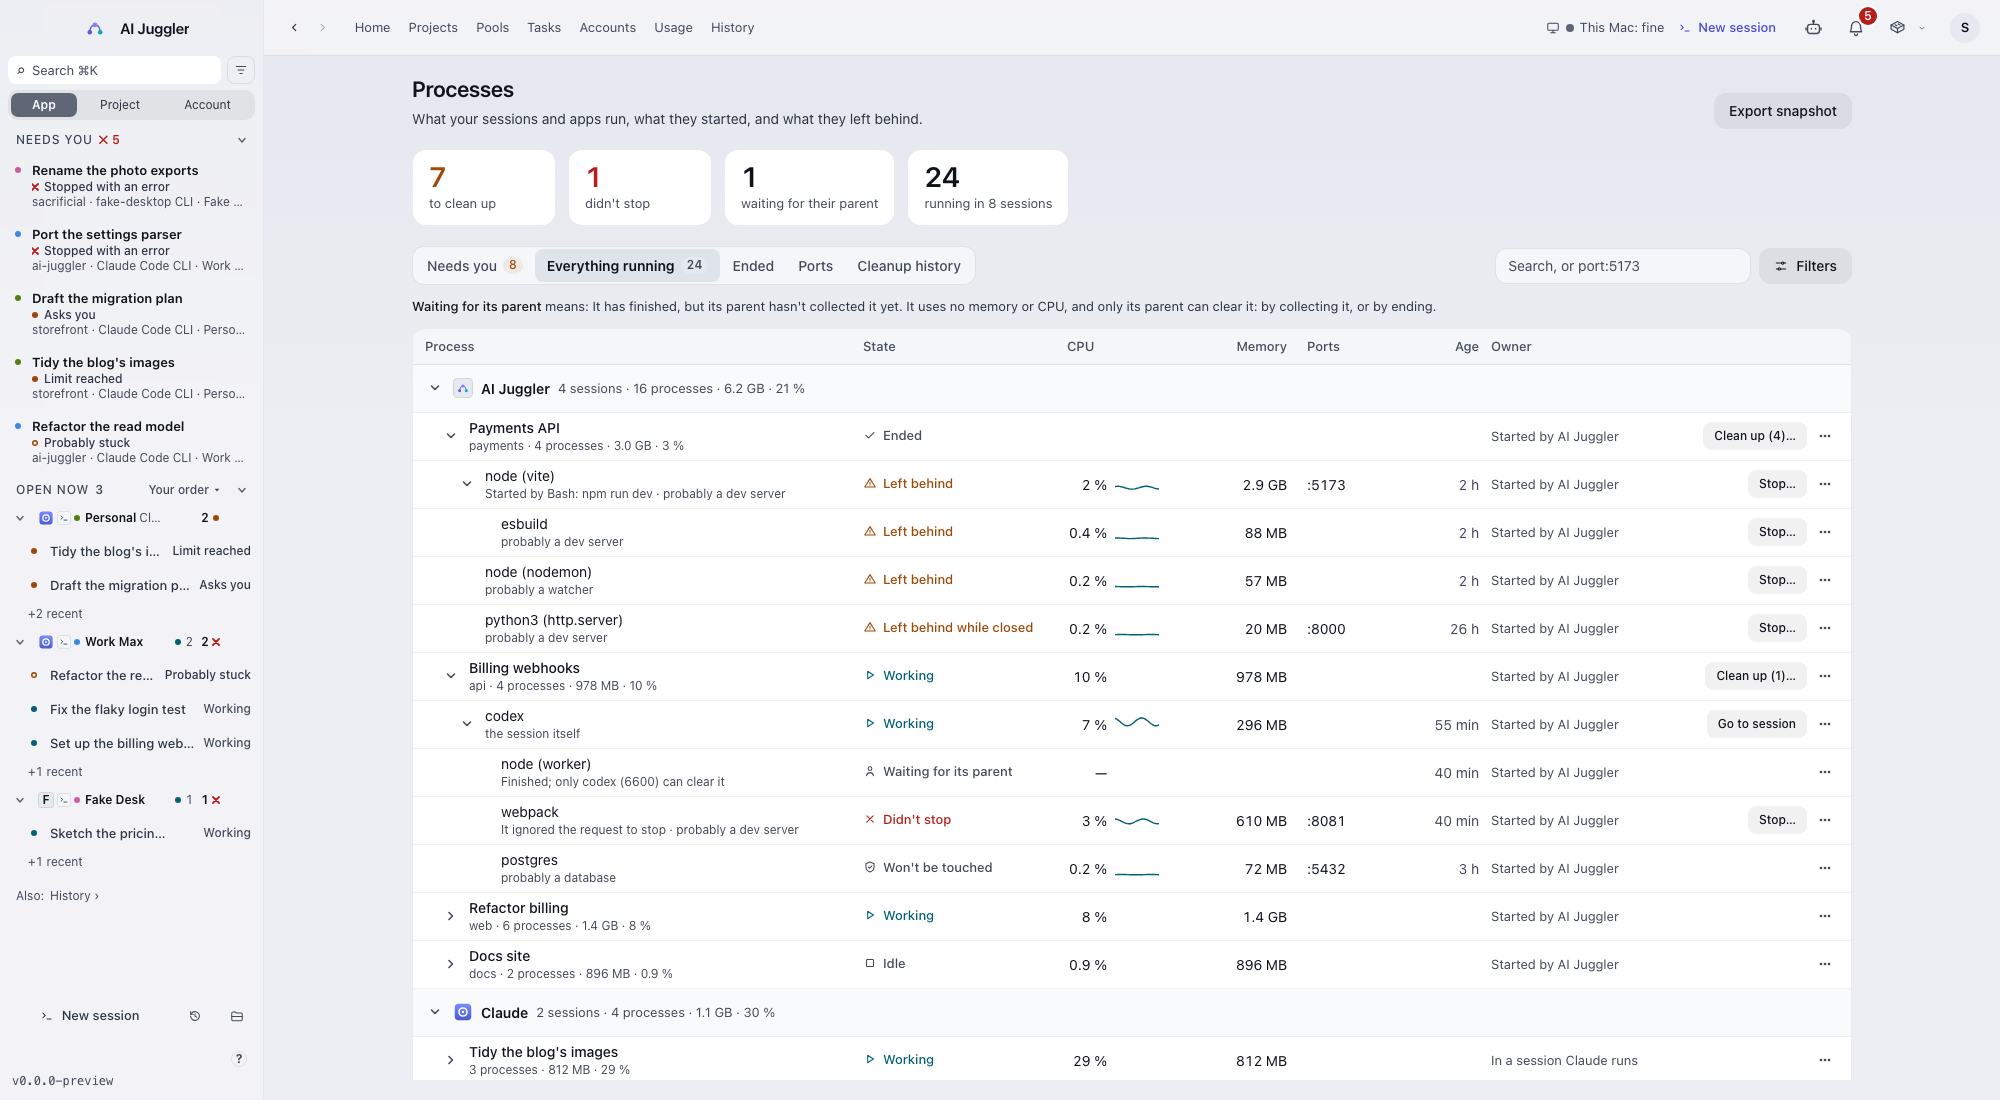 AI Juggler
Search ⌘K
App Project Account
NEEDS YOU 5
Rename the photo exports
Stopped with an error
sacrificial · fake-desktop CLI · Fake ...
Port the settings parser
Stopped with an error
ai-juggler · Claude Code CLI · Work ...
Draft the migration plan
Asks you
storefront · Claude Code CLI · Perso...
Tidy the blog's images
Limit reached
storefront · Claude Code CLI · Perso...
Refactor the read model
Probably stuck
ai-juggler · Claude Code CLI · Work ...
OPEN NOW 3 Your order
Personal Cl... 2
Tidy the blog's i... Limit reached
Draft the migration p... Asks you
+2 recent
Work Max 2 2
Refactor the re... Probably stuck
Fix the flaky login test Working
Set up the billing web... Working
+1 recent
F Fake Desk 1 1
Sketch the pricin... Working
+1 recent
Also: History ›
New session
?
v0.0.0-preview
Home Projects Pools Tasks Accounts Usage History
This Mac: fine New session 5 S
Processes
What your sessions and apps run, what they started, and what they left behind.
Export snapshot
7 to clean up
1 didn't stop
1 waiting for their parent
24 running in 8 sessions
Needs you 8 Everything running 24 Ended Ports Cleanup history
Search, or port:5173 Filters
Waiting for its parent means: It has finished, but its parent hasn't collected it yet. It uses no memory or CPU, and only its parent can clear it: by collecting it, or by ending.
Process State CPU Memory Ports Age Owner
AI Juggler 4 sessions · 16 processes · 6.2 GB · 21 %
Payments API Ended Started by AI Juggler Clean up (4)... ···
payments · 4 processes · 3.0 GB · 3 %
node (vite) Left behind 2 % 2.9 GB :5173 2 h Started by AI Juggler Stop... ···
Started by Bash: npm run dev · probably a dev server
esbuild Left behind 0.4 % 88 MB 2 h Started by AI Juggler Stop... ···
probably a dev server
node (nodemon) Left behind 0.2 % 57 MB 2 h Started by AI Juggler Stop... ···
probably a watcher
python3 (http.server) Left behind while closed 0.2 % 20 MB :8000 26 h Started by AI Juggler Stop... ···
probably a dev server
Billing webhooks Working 10 % 978 MB Started by AI Juggler Clean up (1)... ···
api · 4 processes · 978 MB · 10 %
codex Working 7 % 296 MB 55 min Started by AI Juggler Go to session ···
the session itself
node (worker) Waiting for its parent — 40 min Started by AI Juggler ···
Finished; only codex (6600) can clear it
webpack Didn't stop 3 % 610 MB :8081 40 min Started by AI Juggler Stop... ···
It ignored the request to stop · probably a dev server
postgres Won't be touched 0.2 % 72 MB :5432 3 h Started by AI Juggler ···
probably a database
Refactor billing Working 8 % 1.4 GB Started by AI Juggler ···
web · 6 processes · 1.4 GB · 8 %
Docs site Idle 0.9 % 896 MB Started by AI Juggler ···
docs · 2 processes · 896 MB · 0.9 %
Claude 2 sessions · 4 processes · 1.1 GB · 30 %
Tidy the blog's images Working 29 % 812 MB In a session Claude runs ···
3 processes · 812 MB · 29 %